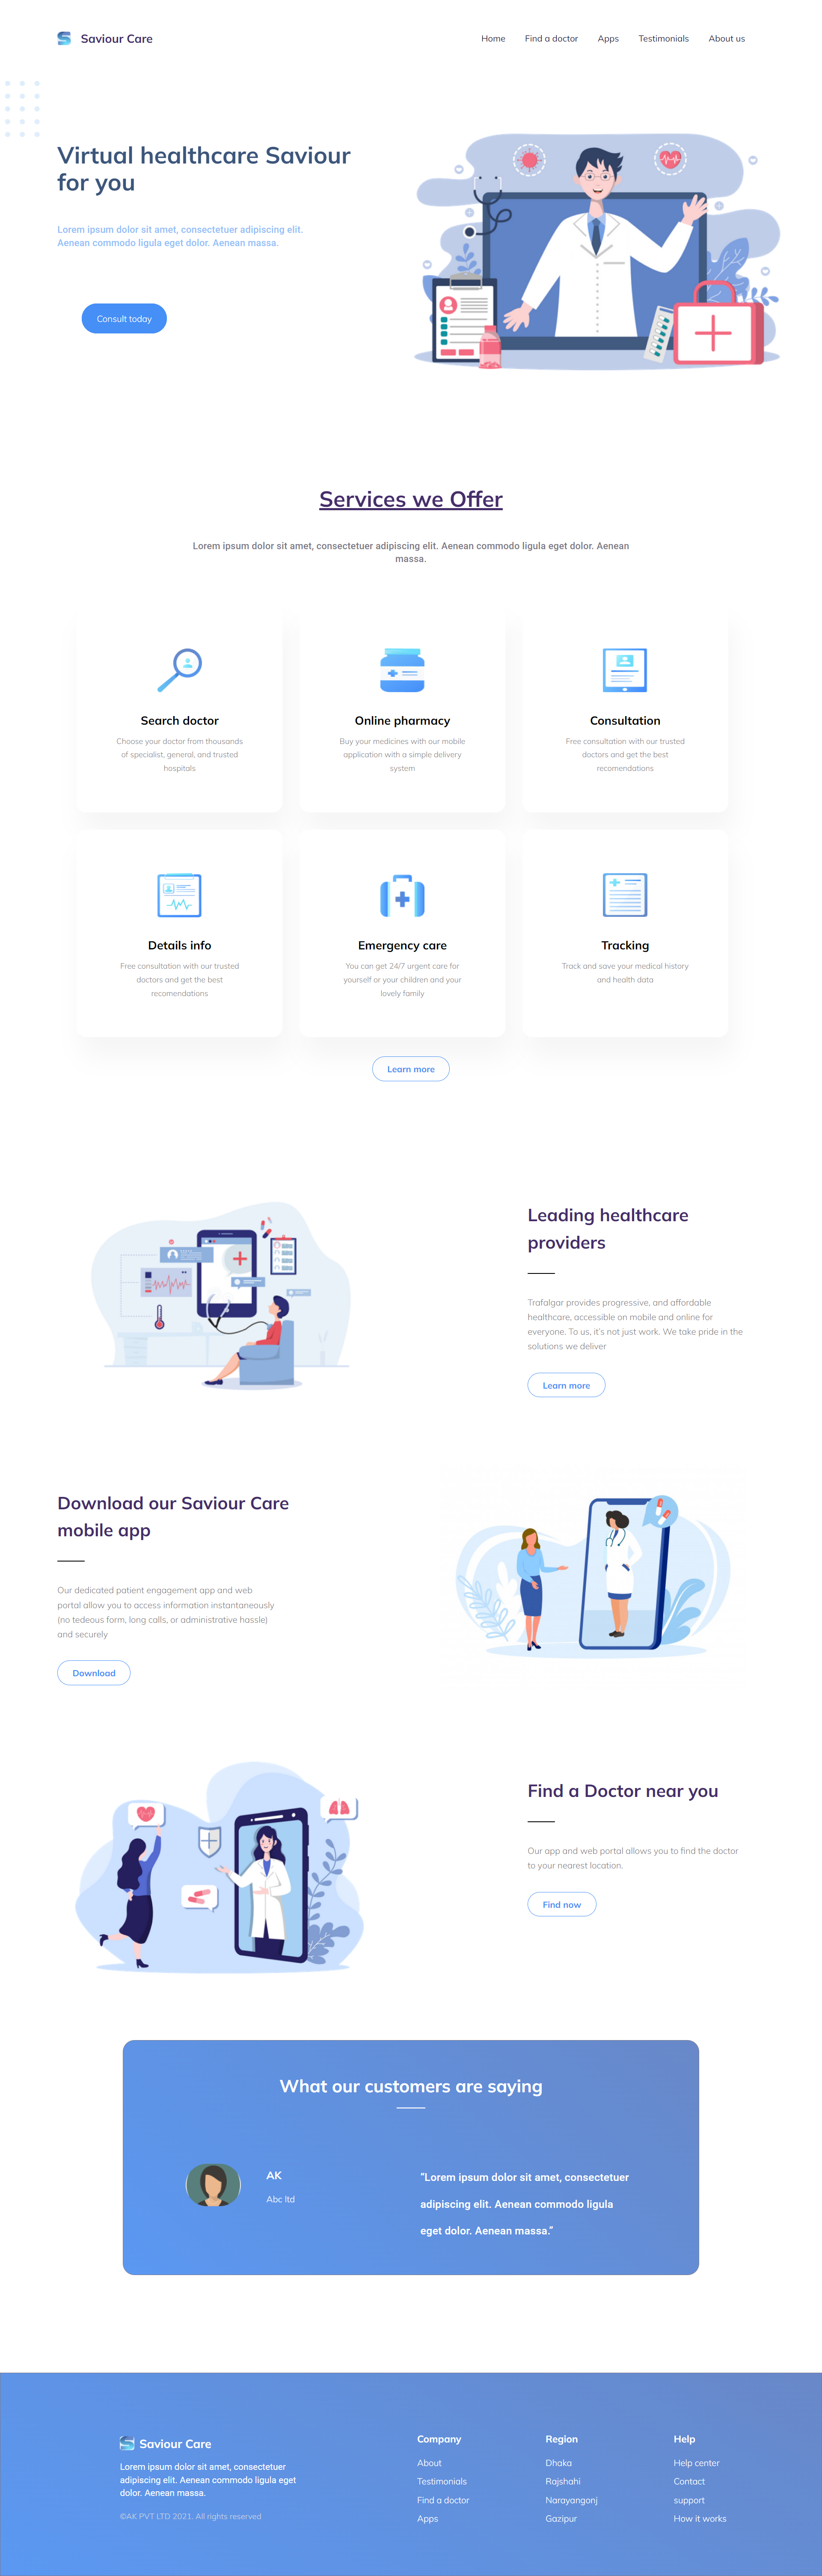 Saviour Care
Home Find a doctor Apps Testimonials About us
Virtual healthcare Saviour
for you
Lorem ipsum dolor sit amet, consectetuer adipiscing elit.
Aenean commodo ligula eget dolor. Aenean massa.
Consult today
Services we Offer
Lorem ipsum dolor sit amet, consectetuer adipiscing elit. Aenean commodo ligula eget dolor. Aenean
massa.
Search doctor
Choose your doctor from thousands
of specialist, general, and trusted
hospitals
Online pharmacy
Buy your medicines with our mobile
application with a simple delivery
system
Consultation
Free consultation with our trusted
doctors and get the best
recomendations
Details info
Free consultation with our trusted
doctors and get the best
recomendations
Emergency care
You can get 24/7 urgent care for
yourself or your children and your
lovely family
Tracking
Track and save your medical history
and health data
Learn more
Leading healthcare
providers
Trafalgar provides progressive, and affordable
healthcare, accessible on mobile and online for
everyone. To us, it's not just work. We take pride in the
solutions we deliver
Learn more
Download our Saviour Care
mobile app
Our dedicated patient engagement app and web
portal allow you to access information instantaneously
(no tedeous form, long calls, or administrative hassle)
and securely
Download
Find a Doctor near you
Our app and web portal allows you to find the doctor
to your nearest location.
Find now
What our customers are saying
AK
Abc ltd
“Lorem ipsum dolor sit amet, consectetuer
adipiscing elit. Aenean commodo ligula
eget dolor. Aenean massa.”
Saviour Care
Lorem ipsum dolor sit amet, consectetuer
adipiscing elit. Aenean commodo ligula eget
dolor. Aenean massa.
©AK PVT LTD 2021. All rights reserved
Company
About
Testimonials
Find a doctor
Apps
Region
Dhaka
Rajshahi
Narayangonj
Gazipur
Help
Help center
Contact
support
How it works